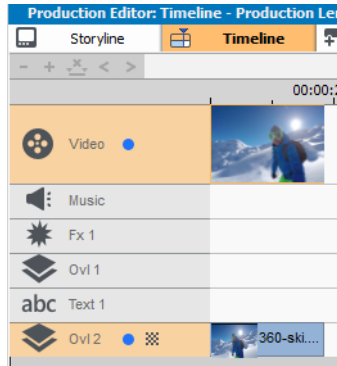 Production Editor: Timeline - Production Le
Storyline
Timeline
- + × < >
00:00:
Video
Music
Fx 1
Ovl 1
abc Text 1
Ovl 2
360-ski....